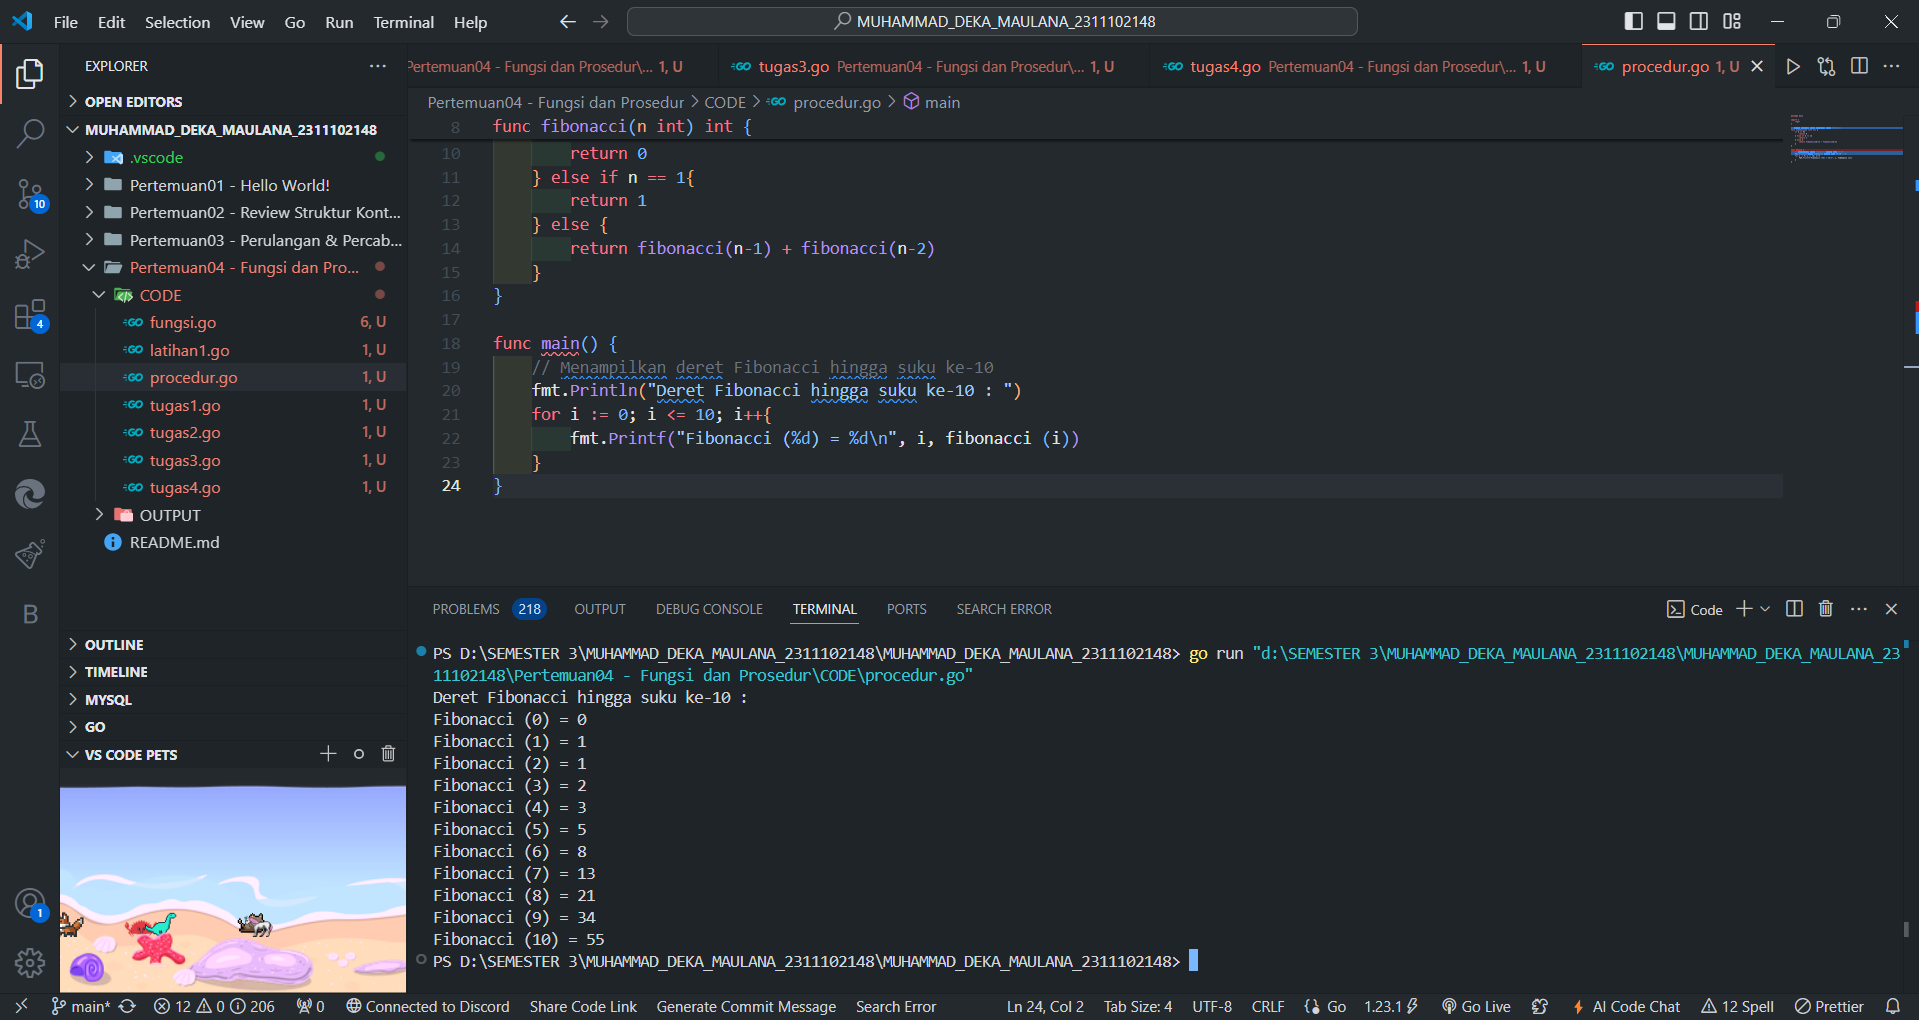 File Edit Selection View Go Run Terminal Help
MUHAMMAD_DEKA_MAULANA_2311102148
EXPLORER
OPEN EDITORS
MUHAMMAD_DEKA_MAULANA_2311102148
.vscode
Pertemuan01 - Hello World!
Pertemuan02 - Review Struktur Kont...
Pertemuan03 - Perulangan & Percab...
Pertemuan04 - Fungsi dan Pro...
CODE
fungsi.go 6, U
latihan1.go 1, U
procedur.go 1, U
tugas1.go 1, U
tugas2.go 1, U
tugas3.go 1, U
tugas4.go 1, U
OUTPUT
README.md
OUTLINE
TIMELINE
MYSQL
GO
VS CODE PETS
10
4
B
1
Pertemuan04 - Fungsi dan Prosedur\... 1, U
GO tugas3.go Pertemuan04 - Fungsi dan Prosedur\... 1, U
GO tugas4.go Pertemuan04 - Fungsi dan Prosedur\... 1, U
GO procedur.go 1, U
Pertemuan04 - Fungsi dan Prosedur > CODE > GO procedur.go > main
8 func fibonacci(n int) int {
10 return 0
11 } else if n == 1{
12 return 1
13 } else {
14 return fibonacci(n-1) + fibonacci(n-2)
15 }
16 }
17
18 func main() {
19 // Menampilkan deret Fibonacci hingga suku ke-10
20 fmt.Println("Deret Fibonacci hingga suku ke-10 : ")
21 for i := 0; i <= 10; i++{
22 fmt.Printf("Fibonacci (%d) = %d\n", i, fibonacci (i))
23 }
24 }
PROBLEMS 218 OUTPUT DEBUG CONSOLE TERMINAL PORTS SEARCH ERROR
Code
PS D:\SEMESTER 3\MUHAMMAD_DEKA_MAULANA_2311102148\MUHAMMAD_DEKA_MAULANA_2311102148> go run "d:\SEMESTER 3\MUHAMMAD_DEKA_MAULANA_2311102148\MUHAMMAD_DEKA_MAULANA_23
11102148\Pertemuan04 - Fungsi dan Prosedur\CODE\procedur.go"
Deret Fibonacci hingga suku ke-10 :
Fibonacci (0) = 0
Fibonacci (1) = 1
Fibonacci (2) = 1
Fibonacci (3) = 2
Fibonacci (4) = 3
Fibonacci (5) = 5
Fibonacci (6) = 8
Fibonacci (7) = 13
Fibonacci (8) = 21
Fibonacci (9) = 34
Fibonacci (10) = 55
PS D:\SEMESTER 3\MUHAMMAD_DEKA_MAULANA_2311102148\MUHAMMAD_DEKA_MAULANA_2311102148>
main* 12 0 206 0 Connected to Discord Share Code Link Generate Commit Message Search Error Ln 24, Col 2 Tab Size: 4 UTF-8 CRLF Go 1.23.1 Go Live AI Code Chat 12 Spell Prettier